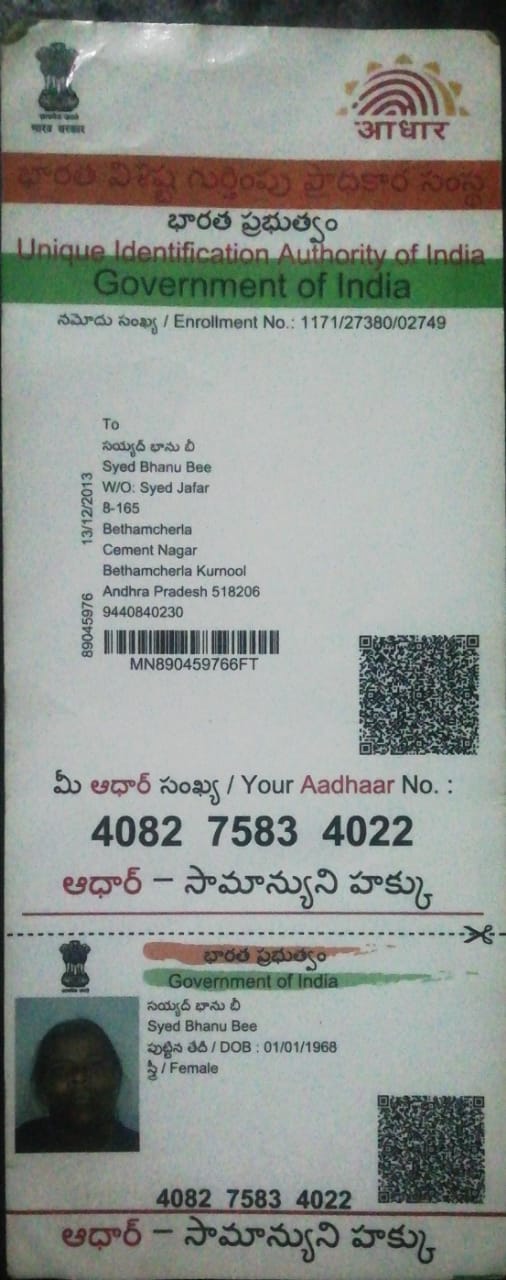 भारत सरकार
आधार
భారత విశిష్ట గుర్తింపు ప్రాధికార సంస్థ
భారత ప్రభుత్వం
Unique Identification Authority of India
Government of India
నమోదు సంఖ్య / Enrollment No.: 1171/27380/02749
To
సయ్యద్ భాను బీ
Syed Bhanu Bee
W/O: Syed Jafar
8-165
Bethamcherla
Cement Nagar
Bethamcherla Kurnool
Andhra Pradesh 518206
9440840230
89045976 13/12/2013
MN890459766FT
మీ ఆధార్ సంఖ్య / Your Aadhaar No. :
4082 7583 4022
ఆధార్ – సామాన్యుని హక్కు
భారత ప్రభుత్వం
Government of India
సయ్యద్ భాను బీ
Syed Bhanu Bee
పుట్టిన తేదీ / DOB : 01/01/1968
స్త్రీ / Female
4082 7583 4022
ఆధార్ – సామాన్యుని హక్కు